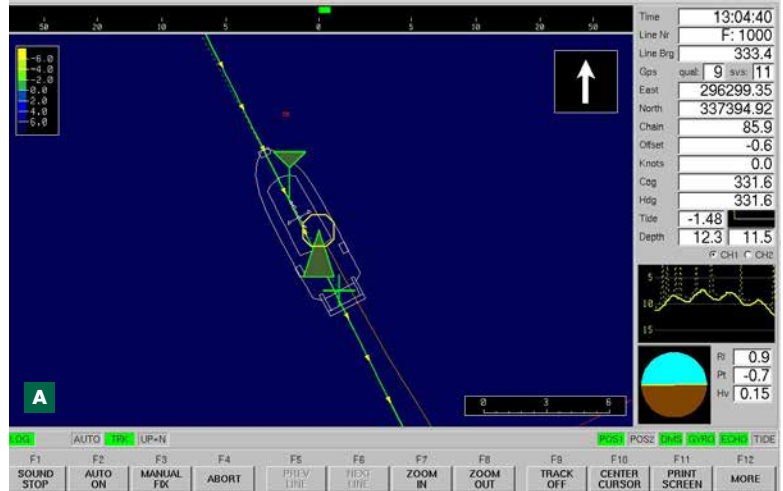 50 20 10 5 0 5 10 20 50
-6.0
-4.0
-2.0
0.0
2.0
4.0
6.0
A
0 3 6
Time 13:04:40
Line Nr F: 1000
Line Brg 333.4
Gps qual: 9 svs: 11
East 296299.35
North 337394.92
Chain 85.9
Offset -0.6
Knots 0.0
Cog 331.6
Hdg 331.6
Tide -1.48
Depth 12.3 11.5
CH1 CH2
5
10
15
Rl 0.9
Pt -0.7
Hv 0.15
LOG AUTO TRK UP=N POS1 POS2 DMS GYRO ECHO TIDE
F1 F2 F3 F4 F5 F6 F7 F8 F9 F10 F11 F12
SOUND STOP AUTO ON MANUAL FIX ABORT PREV LINE NEXT LINE ZOOM IN ZOOM OUT TRACK OFF CENTER CURSOR PRINT SCREEN MORE